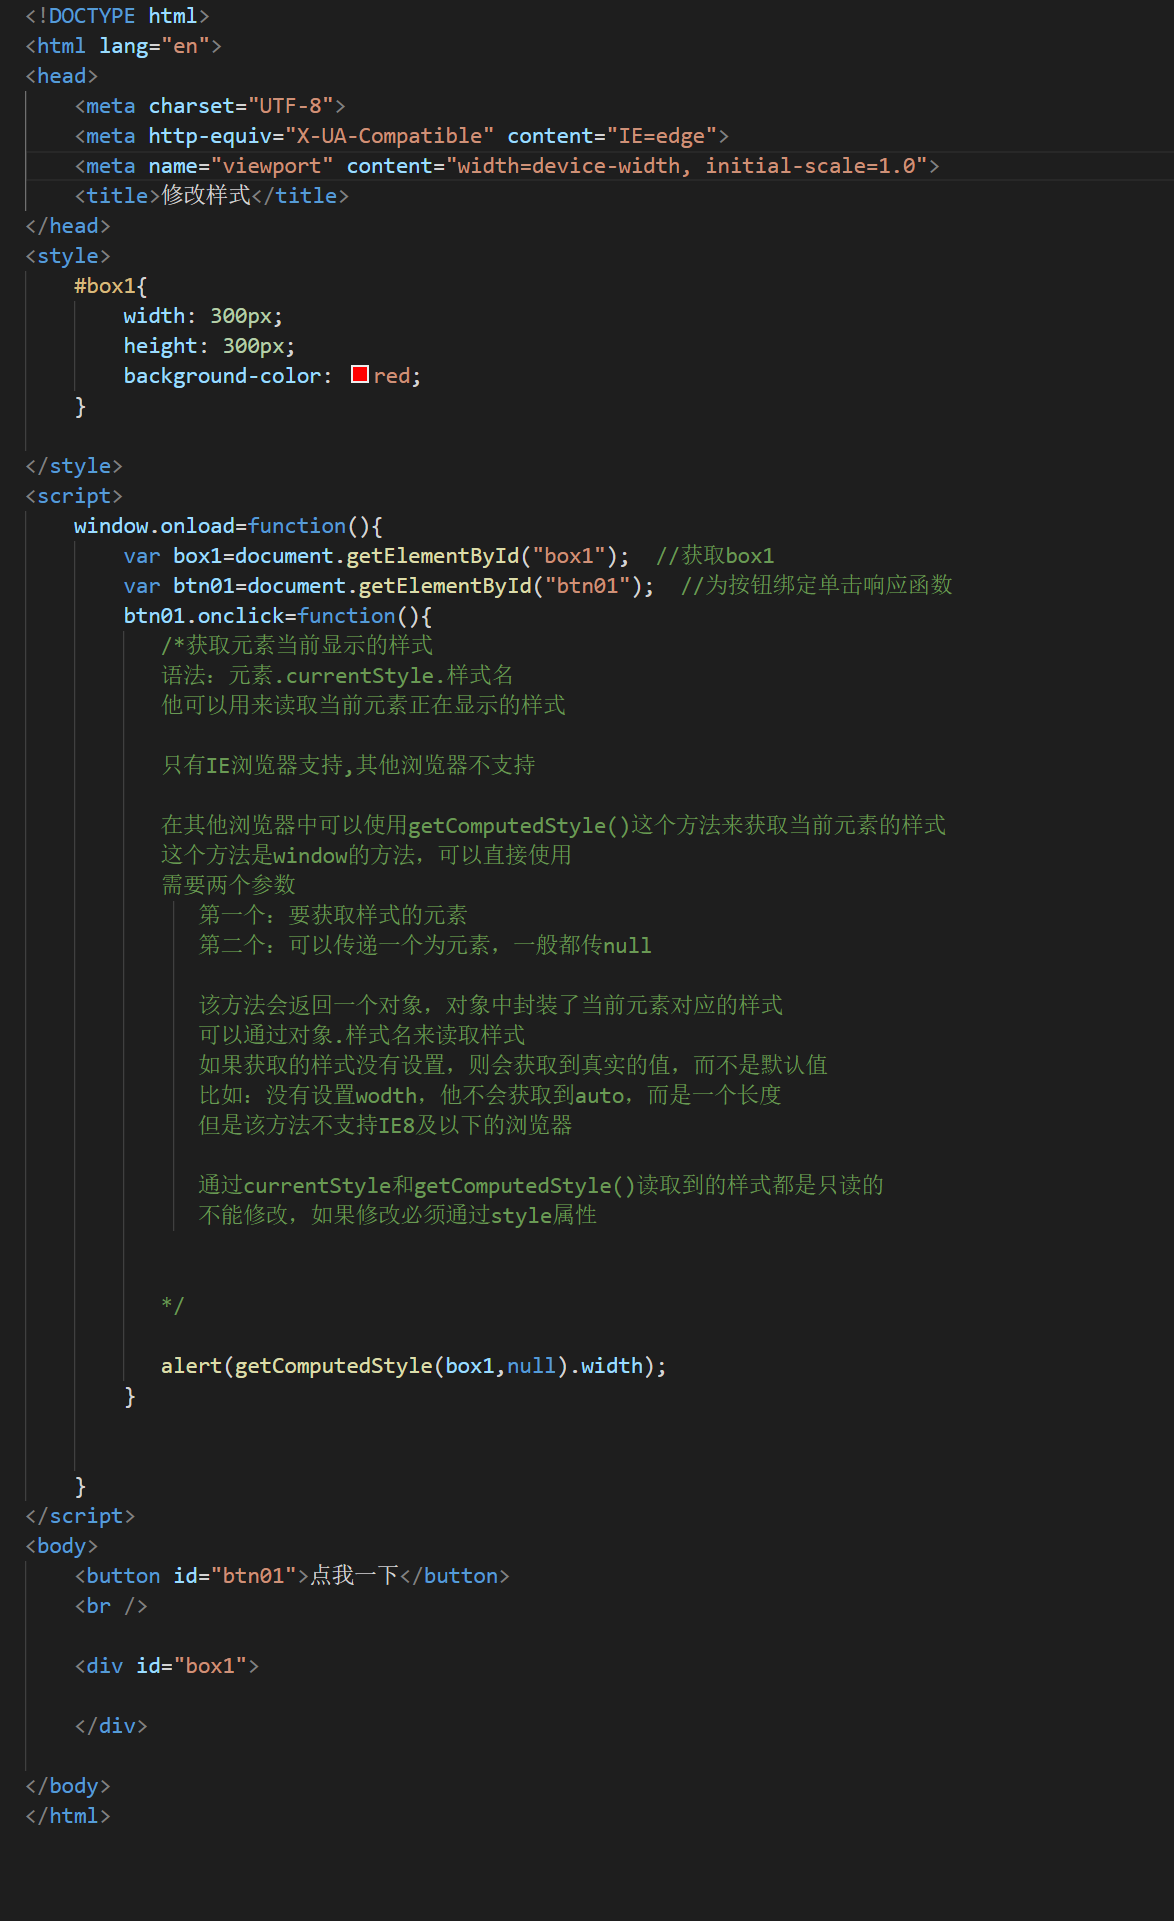 <!DOCTYPE html>
<html lang="en">
<head>
    <meta charset="UTF-8">
    <meta http-equiv="X-UA-Compatible" content="IE=edge">
    <meta name="viewport" content="width=device-width, initial-scale=1.0">
    <title>修改样式</title>
</head>
<style>
    #box1{
        width: 300px;
        height: 300px;
        background-color: red;
    }
</style>
<script>
    window.onload=function(){
        var box1=document.getElementById("box1");  //获取box1
        var btn01=document.getElementById("btn01");  //为按钮绑定单击响应函数
        btn01.onclick=function(){
           /*获取元素当前显示的样式
           语法：元素.currentStyle.样式名
           他可以用来读取当前元素正在显示的样式
           只有IE浏览器支持,其他浏览器不支持
           在其他浏览器中可以使用getComputedStyle()这个方法来获取当前元素的样式
           这个方法是window的方法，可以直接使用
           需要两个参数
              第一个：要获取样式的元素
              第二个：可以传递一个为元素，一般都传null
              该方法会返回一个对象，对象中封装了当前元素对应的样式
              可以通过对象.样式名来读取样式
              如果获取的样式没有设置，则会获取到真实的值，而不是默认值
              比如：没有设置wodth，他不会获取到auto，而是一个长度
              但是该方法不支持IE8及以下的浏览器
              通过currentStyle和getComputedStyle()读取到的样式都是只读的
              不能修改，如果修改必须通过style属性
           */
           alert(getComputedStyle(box1,null).width);
        }
    }
</script>
<body>
    <button id="btn01">点我一下</button>
    <br />
    <div id="box1">
    </div>
</body>
</html>